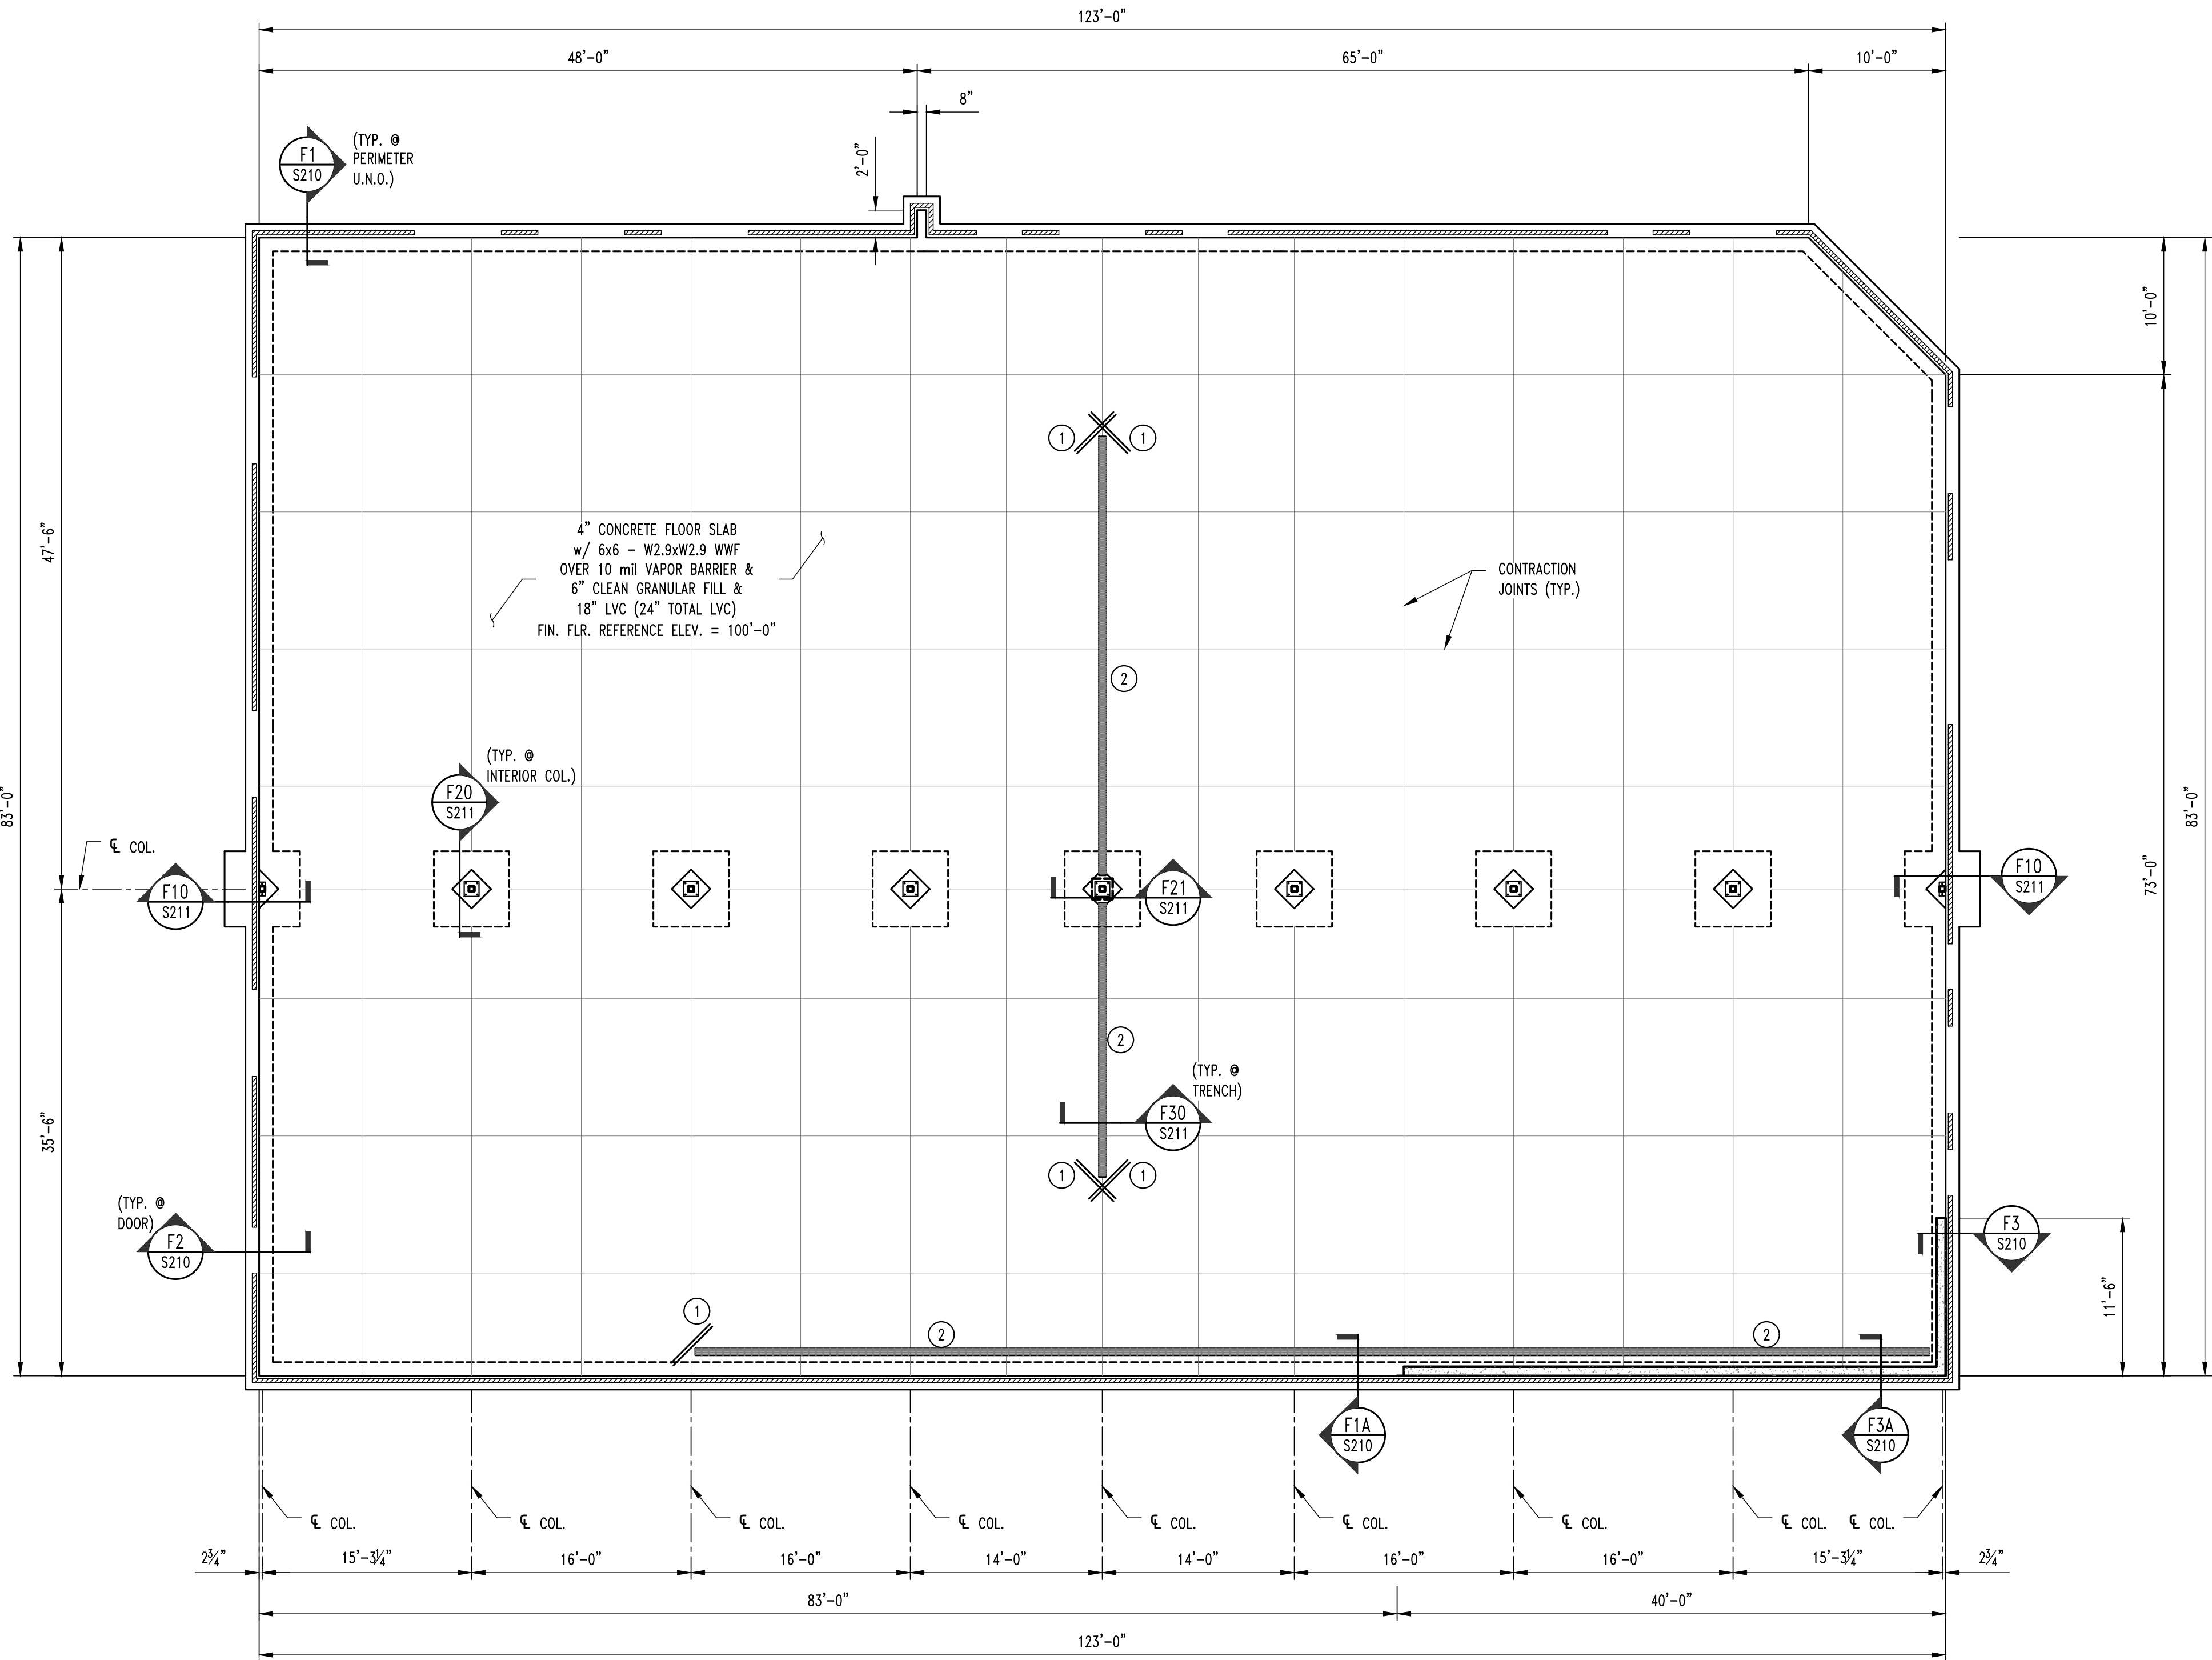 123'-0"
48'-0"
65'-0"
10'-0"
8"
2'-0"
F1
S210
(TYP. @
PERIMETER
U.N.O.)
47'-6"
83'-0"
35'-6"
10'-0"
73'-0"
83'-0"
11'-6"
1
1
4" CONCRETE FLOOR SLAB
w/ 6x6 - W2.9xW2.9 WWF
OVER 10 mil VAPOR BARRIER &
6" CLEAN GRANULAR FILL &
18" LVC (24" TOTAL LVC)
FIN. FLR. REFERENCE ELEV. = 100'-0"
CONTRACTION
JOINTS (TYP.)
2
(TYP. @
INTERIOR COL.)
F20
S211
℄ COL.
F10
S211
F21
S211
F10
S211
2
(TYP. @
TRENCH)
F30
S211
1
1
(TYP. @
DOOR)
F2
S210
F3
S210
1
2
2
F1A
S210
F3A
S210
℄ COL.
℄ COL.
℄ COL.
℄ COL.
℄ COL.
℄ COL.
℄ COL.
℄ COL.
℄ COL.
2¾"
15'-3¼"
16'-0"
16'-0"
14'-0"
14'-0"
16'-0"
16'-0"
15'-3¼"
2¾"
83'-0"
40'-0"
123'-0"